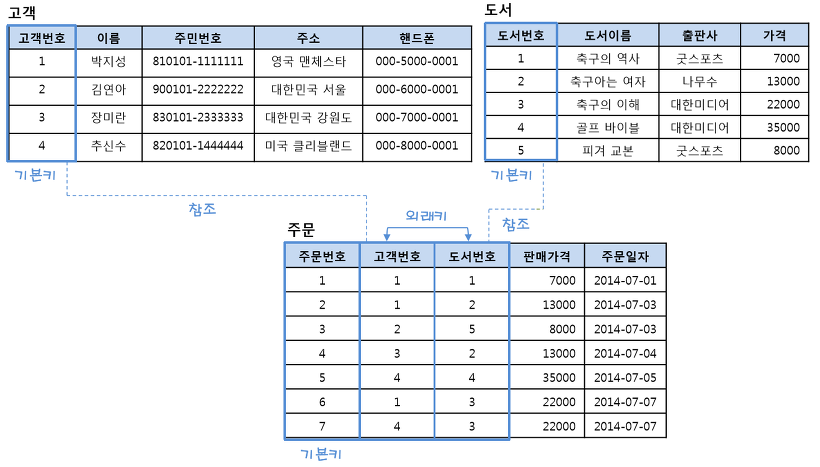 고객
고객번호 이름 주민번호 주소 핸드폰
1 박지성 810101-1111111 영국 맨체스타 000-5000-0001
2 김연아 900101-2222222 대한민국 서울 000-6000-0001
3 장미란 830101-2333333 대한민국 강원도 000-7000-0001
4 추신수 820101-1444444 미국 클리블랜드 000-8000-0001
기본키
도서
도서번호 도서이름 출판사 가격
1 축구의 역사 굿스포츠 7000
2 축구아는 여자 나무수 13000
3 축구의 이해 대한미디어 22000
4 골프 바이블 대한미디어 35000
5 피겨 교본 굿스포츠 8000
기본키
참조
외래키
참조
주문
주문번호 고객번호 도서번호 판매가격 주문일자
1 1 1 7000 2014-07-01
2 1 2 13000 2014-07-03
3 2 5 8000 2014-07-03
4 3 2 13000 2014-07-04
5 4 4 35000 2014-07-05
6 1 3 22000 2014-07-07
7 4 3 22000 2014-07-07
기본키